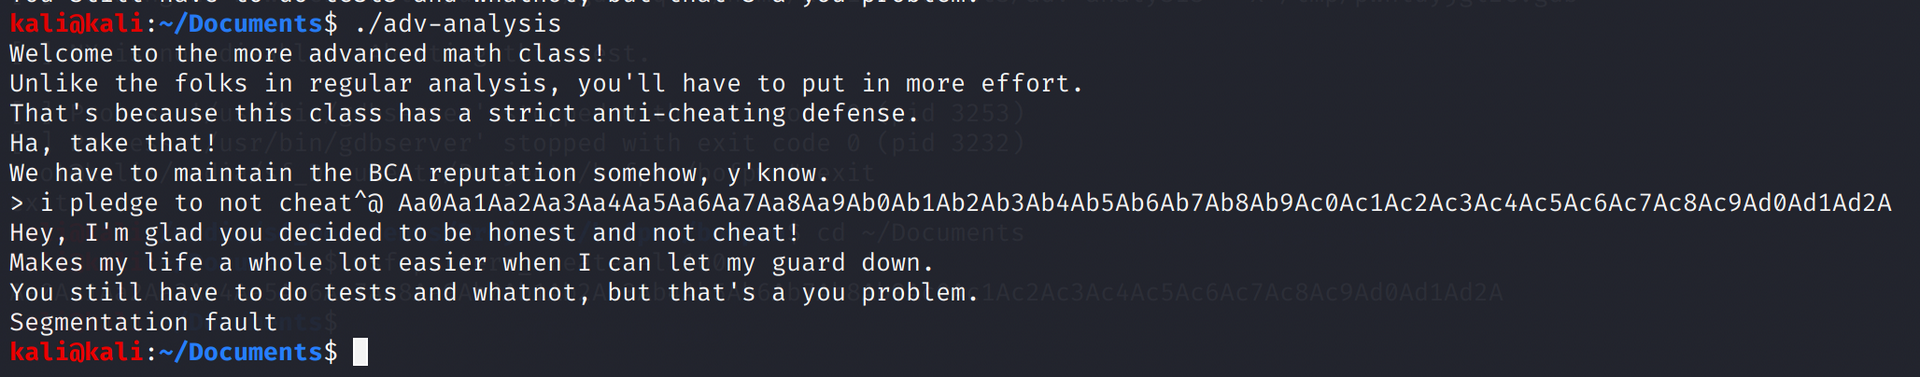 kali@kali:~/Documents$ ./adv-analysis
Welcome to the more advanced math class!
Unlike the folks in regular analysis, you'll have to put in more effort.
That's because this class has a strict anti-cheating defense.
Ha, take that!
We have to maintain the BCA reputation somehow, y'know.
> i pledge to not cheat^@ Aa0Aa1Aa2Aa3Aa4Aa5Aa6Aa7Aa8Aa9Ab0Ab1Ab2Ab3Ab4Ab5Ab6Ab7Ab8Ab9Ac0Ac1Ac2Ac3Ac4Ac5Ac6Ac7Ac8Ac9Ad0Ad1Ad2A
Hey, I'm glad you decided to be honest and not cheat!
Makes my life a whole lot easier when I can let my guard down.
You still have to do tests and whatnot, but that's a you problem.
Segmentation fault
kali@kali:~/Documents$